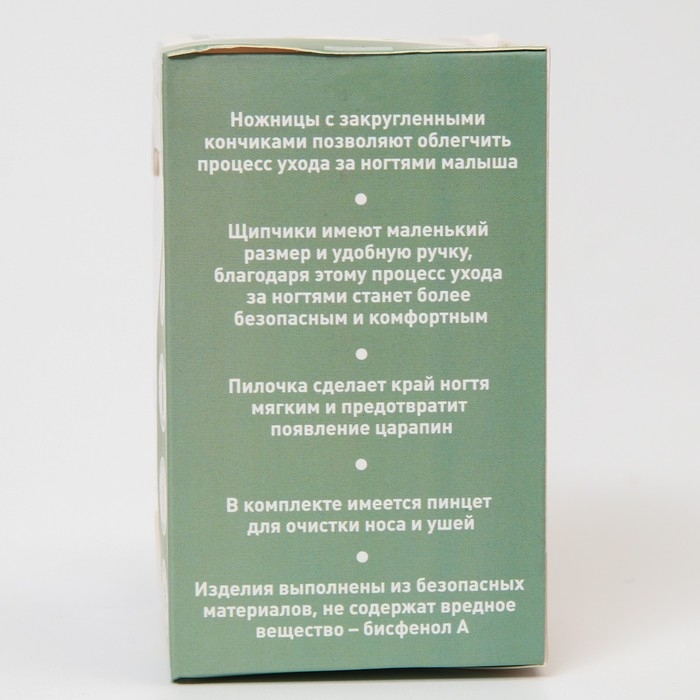 Ножницы с закругленными
кончиками позволяют облегчить
процесс ухода за ногтями малыша
Щипчики имеют маленький
размер и удобную ручку,
благодаря этому процесс ухода
за ногтями станет более
безопасным и комфортным
Пилочка сделает край ногтя
мягким и предотвратит
появление царапин
В комплекте имеется пинцет
для очистки носа и ушей
Изделия выполнены из безопасных
материалов, не содержат вредное
вещество – бисфенол А